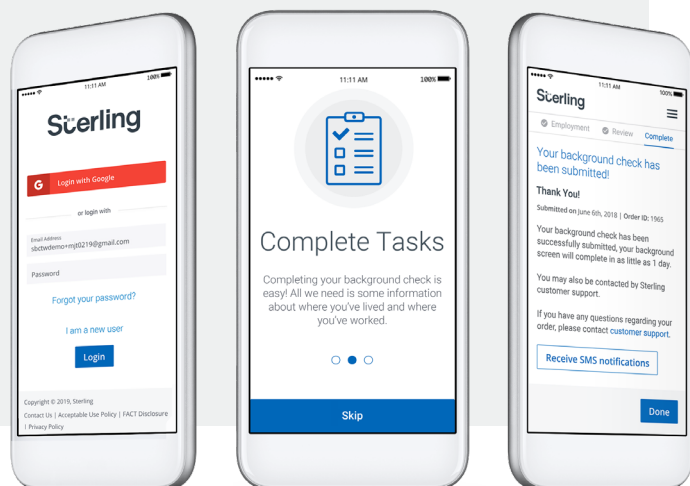 11:11 AM
100%
Sterling
G
Login with Google
or login with
Email Address
sbctwdemo+mjt0219@gmail.com
Password
Forgot your password?
I am a new user
Login
Copyright © 2019, Sterling
Contact Us | Acceptable Use Policy | FACT Disclosure
| Privacy Policy
11:11 AM
100%
Complete Tasks
Completing your background check is
easy! All we need is some information
about where you've lived and where
you've worked.
Skip
11:11 AM
100%
Sterling
Employment
Review
Complete
Your background check has
been submitted!
Thank You!
Submitted on June 6th, 2018 | Order ID: 1965
Your background check has been
successfully submitted, your background
screen will complete in as little as 1 day.
You may also be contacted by Sterling
customer support.
If you have any questions regarding your
order, please contact customer support.
Receive SMS notifications
Done